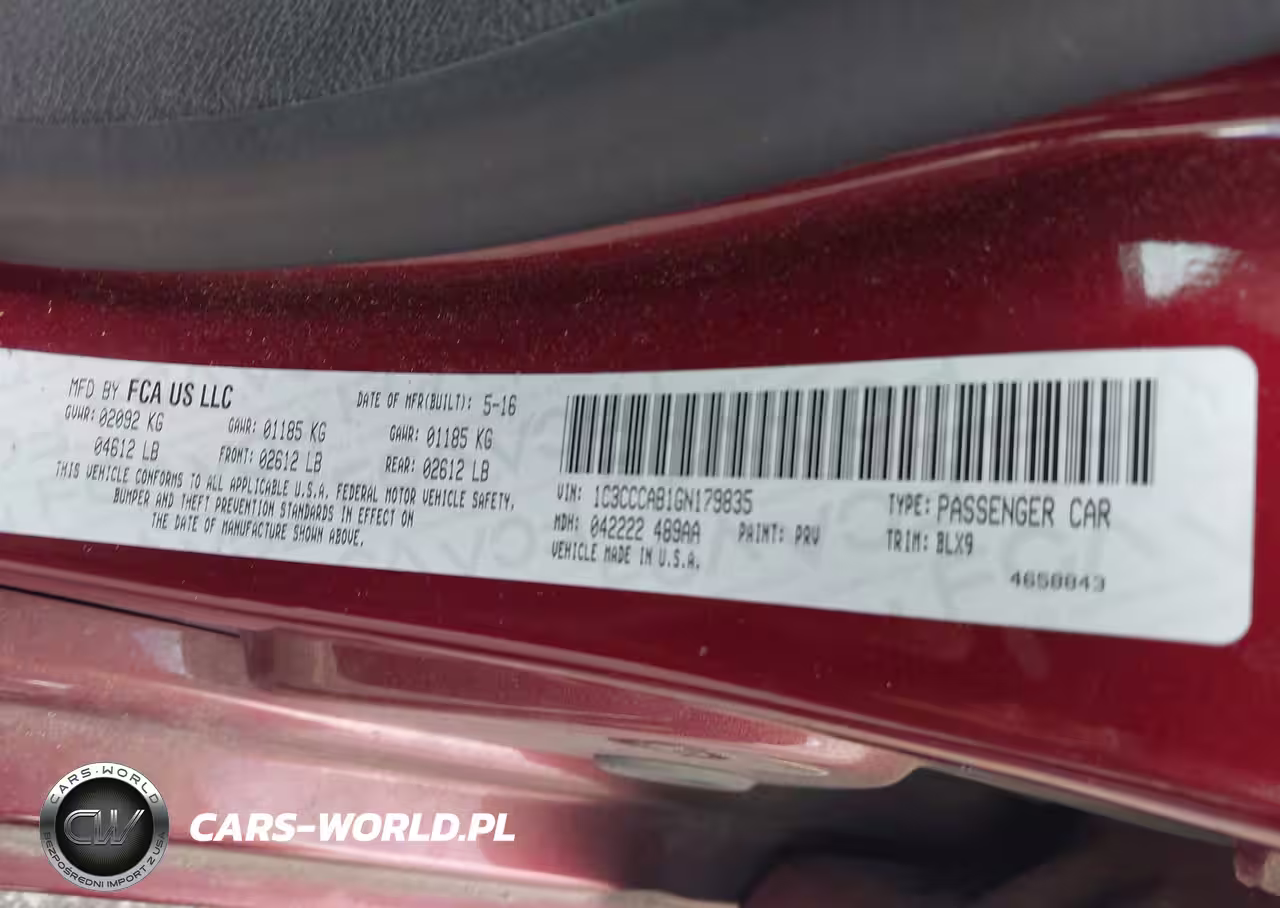 MFD BY FCA US LLC
DATE OF MFR(BUILT): 5-16
GVWR: 02092 KG
GAWR: 01185 KG
GAWR: 01185 KG
04612 LB
FRONT: 02612 LB
REAR: 02612 LB
THIS VEHICLE CONFORMS TO ALL APPLICABLE U.S.A. FEDERAL MOTOR VEHICLE SAFETY,
BUMPER AND THEFT PREVENTION STANDARDS IN EFFECT ON
THE DATE OF MANUFACTURE SHOWN ABOVE.
VIN: 1C3CCCAB1GN179835
TYPE: PASSENGER CAR
MDH: 042222 489AA
PAINT: PRV
TRIM: BLX9
VEHICLE MADE IN U.S.A.
4658843
CARS-WORLD
CW
BEZPOŚREDNI IMPORT Z USA
CARS-WORLD.PL